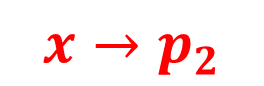 x → p₂